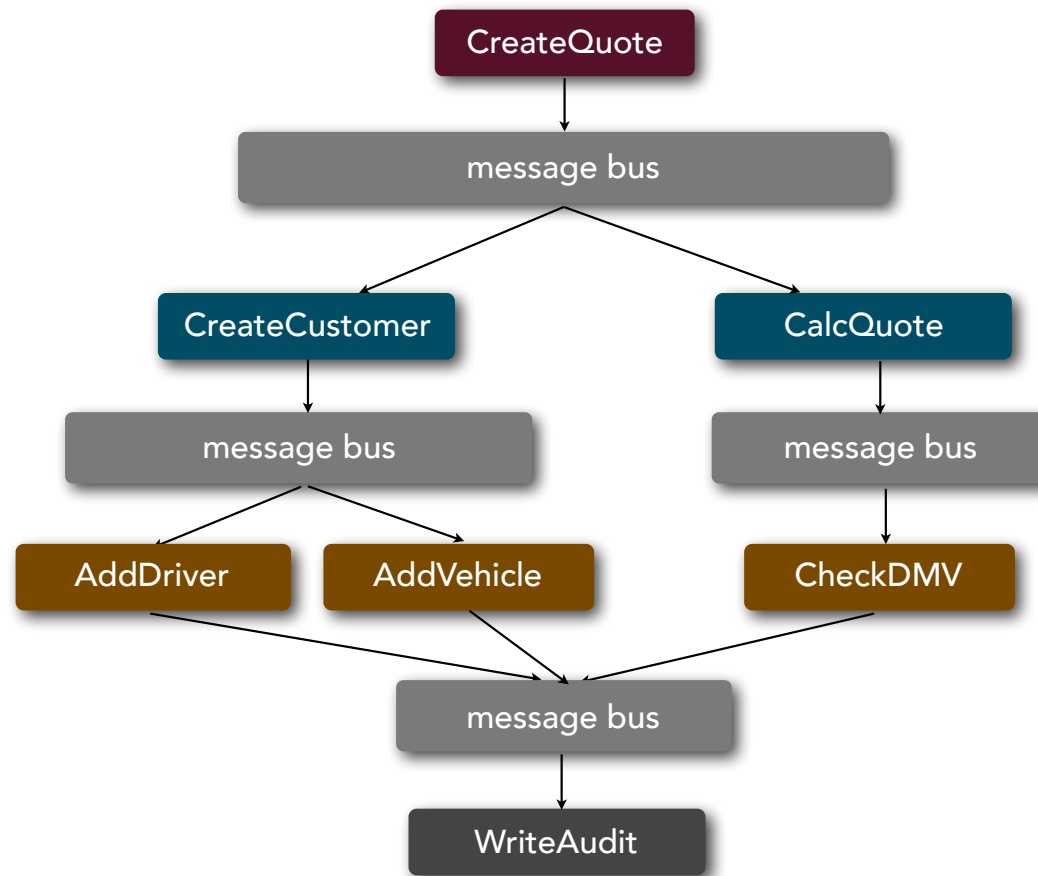 CreateQuote
message bus
CreateCustomer
CalcQuote
message bus
message bus
AddDriver
AddVehicle
CheckDMV
message bus
WriteAudit